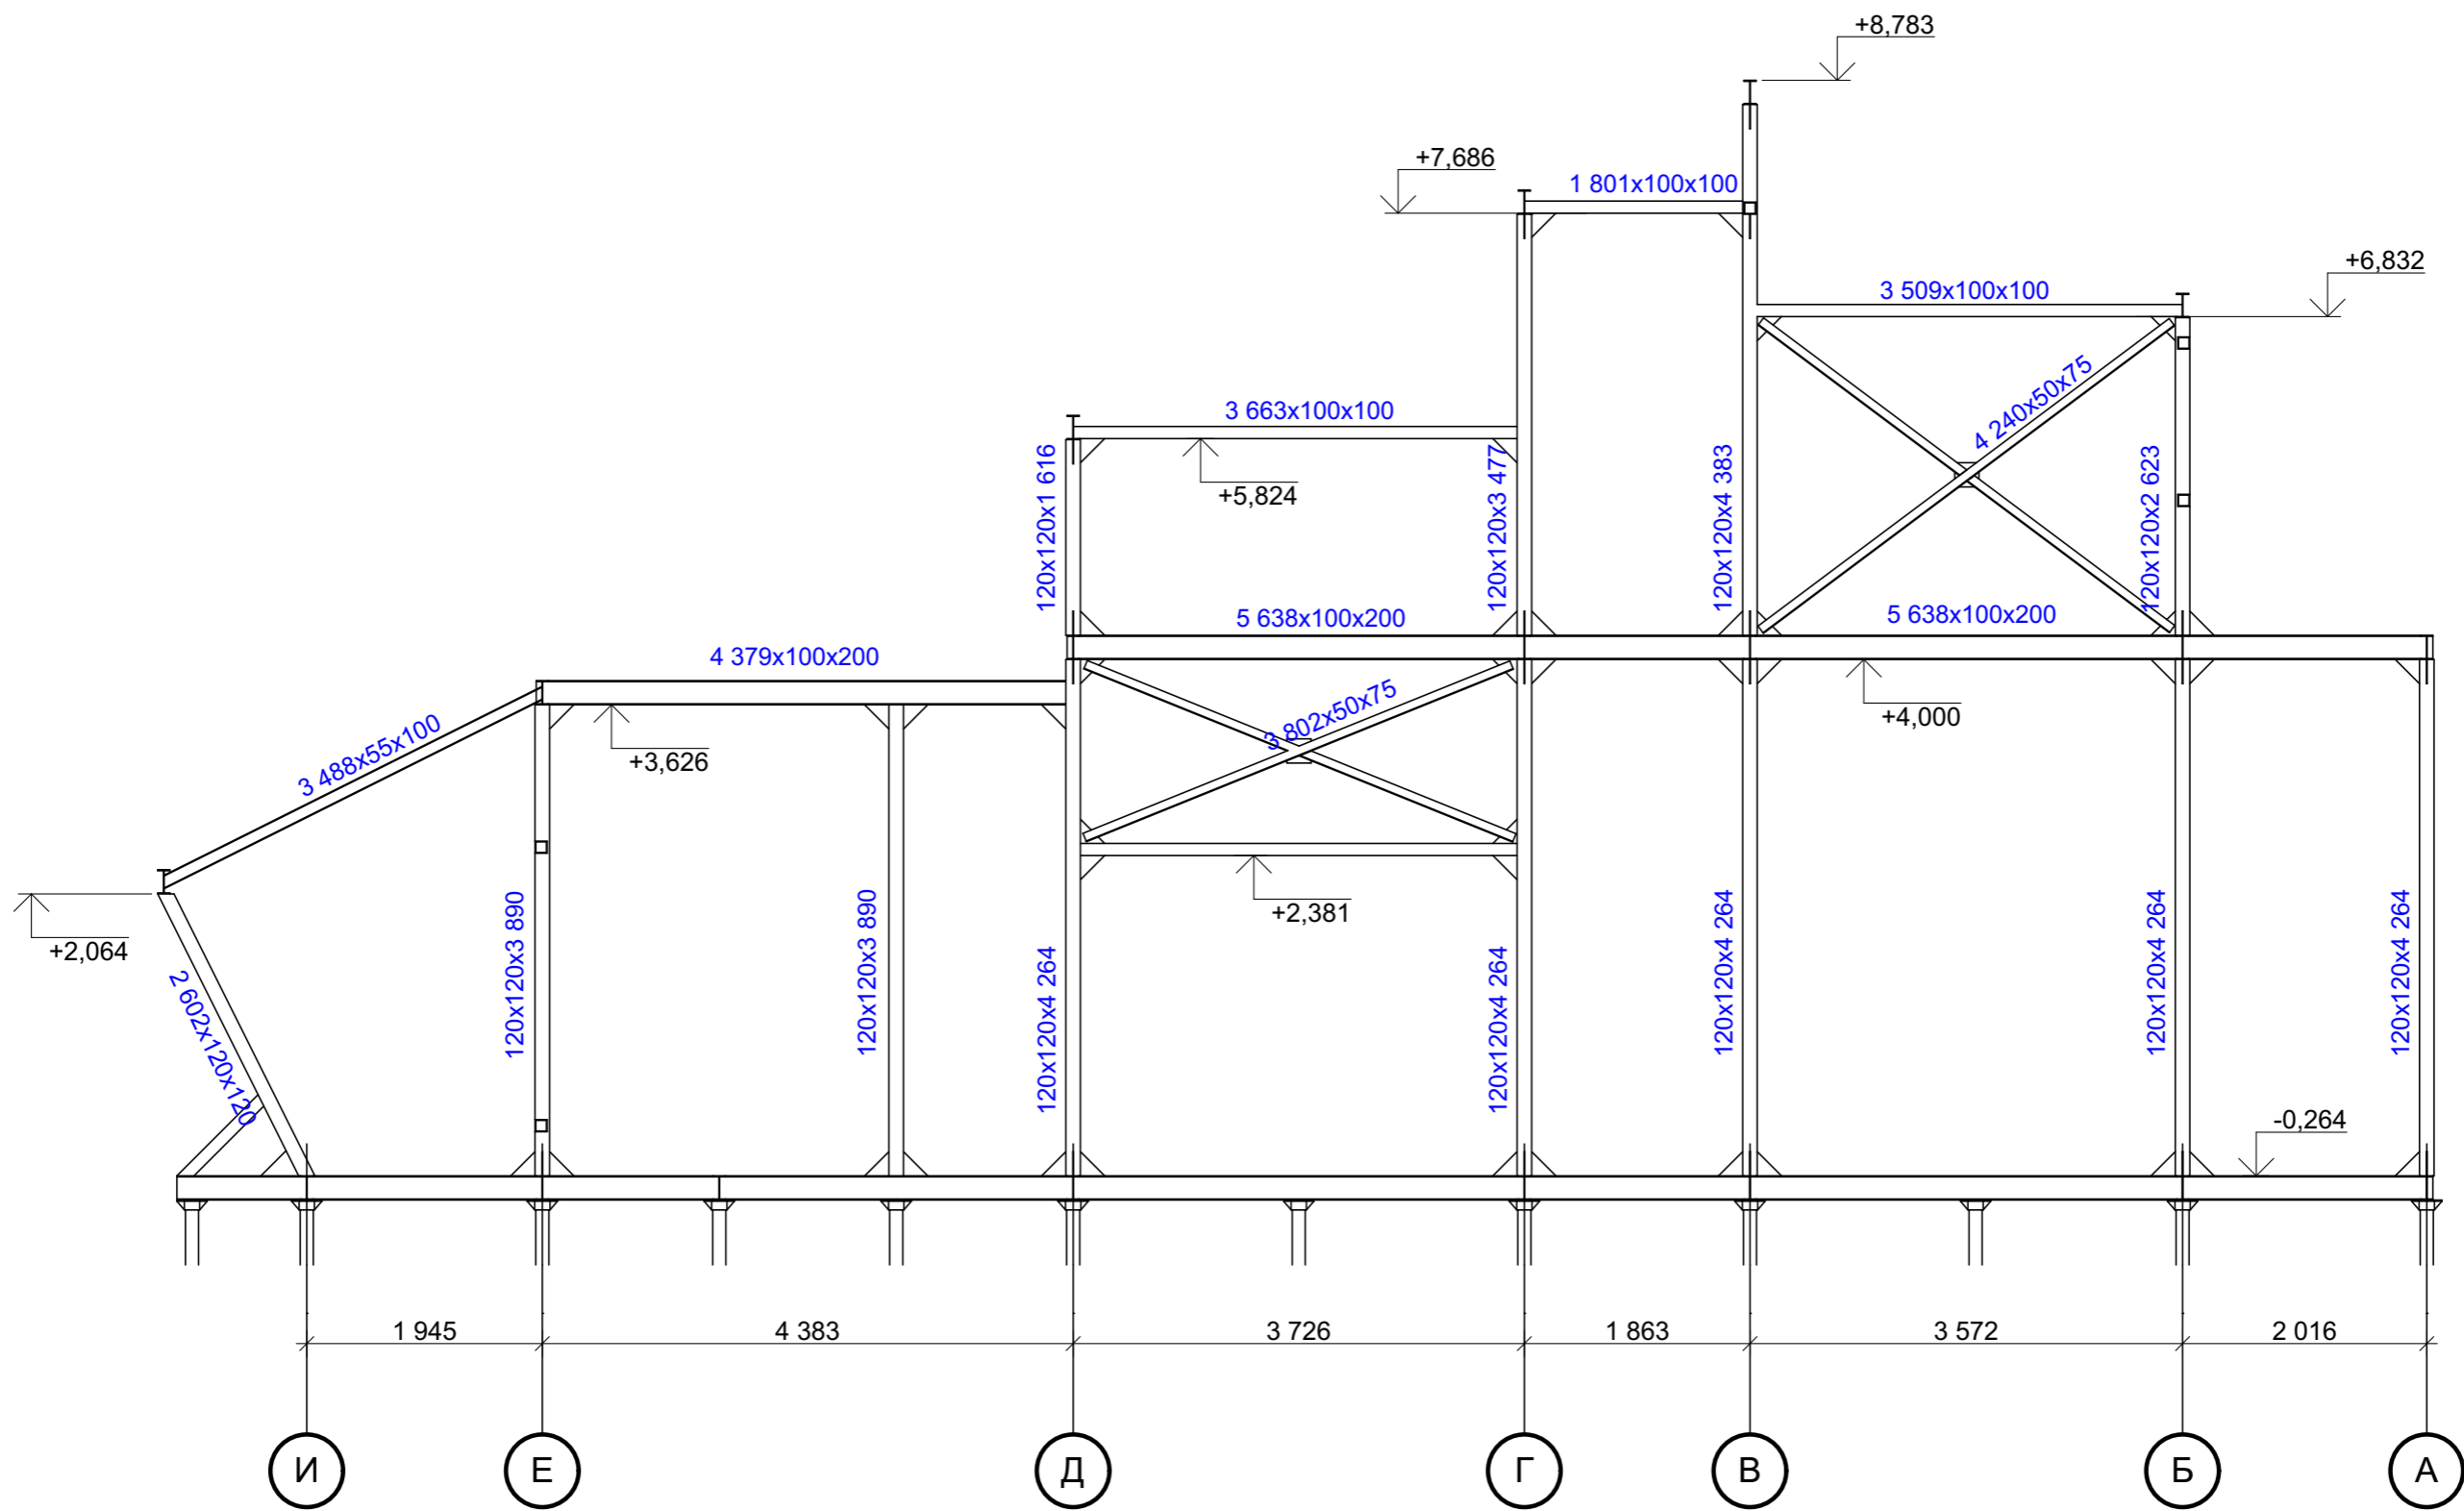 +8,783
+7,686
1 801x100x100
+6,832
3 509x100x100
3 663x100x100
4 240x50x75
120x120x1 616
120x120x3 477
120x120x4 383
120x120x2 623
+5,824
5 638x100x200
5 638x100x200
4 379x100x200
3 802x50x75
+4,000
3 488x55x100
+3,626
+2,381
+2,064
2 602x120x120
120x120x3 890
120x120x3 890
120x120x4 264
120x120x4 264
120x120x4 264
120x120x4 264
120x120x4 264
-0,264
1 945
4 383
3 726
1 863
3 572
2 016
И
Е
Д
Г
В
Б
А